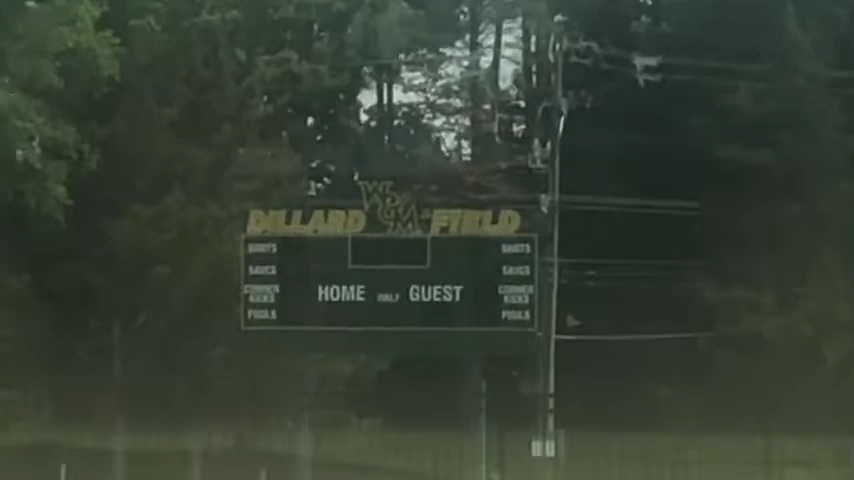 W&M
DILLARD FIELD
SHOTS SHOTS
SAVES SAVES
CORNER KICKS HOME HALF GUEST CORNER KICKS
FOULS FOULS